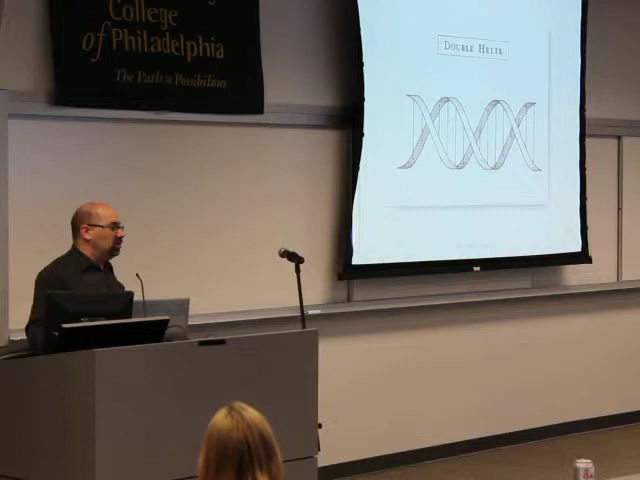 College
of Philadelphia
The Path to Possibilities
DOUBLE HELIX